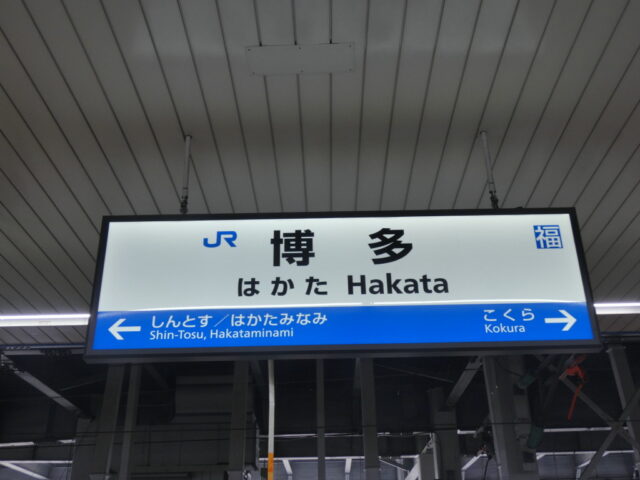 JR 博多 福
はかた Hakata
← しんとす／はかたみなみ
Shin-Tosu, Hakataminami
こくら →
Kokura